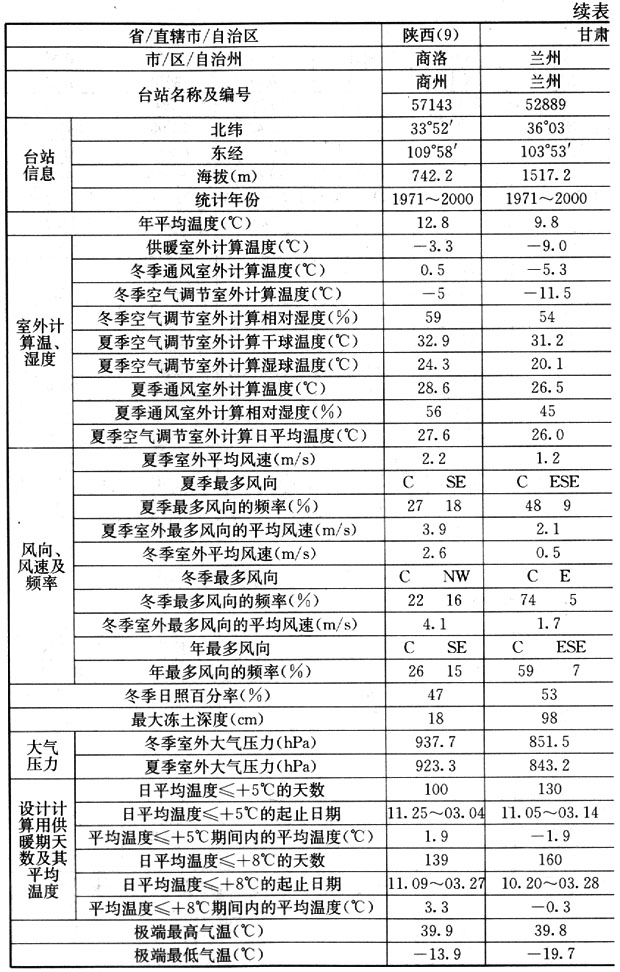 续表
省/直辖市/自治区 陕西(9) 甘肃
市/区/自治州 商洛 兰州
台站名称及编号 商州 兰州
57143 52889
台站信息 北纬 33°52′ 36°03
东经 109°58′ 103°53′
海拔(m) 742.2 1517.2
统计年份 1971～2000 1971～2000
年平均温度(℃) 12.8 9.8
室外计算温、湿度 供暖室外计算温度(℃) －3.3 －9.0
冬季通风室外计算温度(℃) 0.5 －5.3
冬季空气调节室外计算温度(℃) －5 －11.5
冬季空气调节室外计算相对湿度(%) 59 54
夏季空气调节室外计算干球温度(℃) 32.9 31.2
夏季空气调节室外计算湿球温度(℃) 24.3 20.1
夏季通风室外计算温度(℃) 28.6 26.5
夏季通风室外计算相对湿度(%) 56 45
夏季空气调节室外计算日平均温度(℃) 27.6 26.0
风向、风速及频率 夏季室外平均风速(m/s) 2.2 1.2
夏季最多风向 C SE C ESE
夏季最多风向的频率(%) 27 18 48 9
夏季室外最多风向的平均风速(m/s) 3.9 2.1
冬季室外平均风速(m/s) 2.6 0.5
冬季最多风向 C NW C E
冬季最多风向的频率(%) 22 16 74 5
冬季室外最多风向的平均风速(m/s) 4.1 1.7
年最多风向 C SE C ESE
年最多风向的频率(%) 26 15 59 7
冬季日照百分率(%) 47 53
最大冻土深度(cm) 18 98
大气压力 冬季室外大气压力(hPa) 937.7 851.5
夏季室外大气压力(hPa) 923.3 843.2
设计计算用供暖期天数及其平均温度 日平均温度≤＋5℃的天数 100 130
日平均温度≤＋5℃的起止日期 11.25～03.04 11.05～03.14
平均温度≤＋5℃期间内的平均温度(℃) 1.9 －1.9
日平均温度≤＋8℃的天数 139 160
日平均温度≤＋8℃的起止日期 11.09～03.27 10.20～03.28
平均温度≤＋8℃期间内的平均温度(℃) 3.3 －0.3
极端最高气温(℃) 39.9 39.8
极端最低气温(℃) －13.9 －19.7